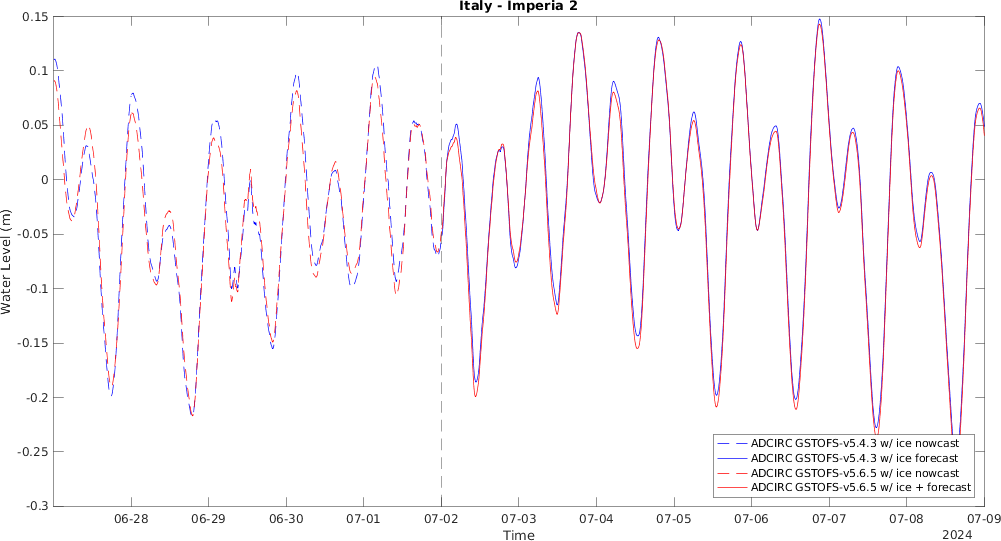 Italy - Imperia 2
Water Level (m)
0.15
0.1
0.05
0
-0.05
-0.1
-0.15
-0.2
-0.25
-0.3
ADCIRC GSTOFS-v5.4.3 w/ ice nowcast
ADCIRC GSTOFS-v5.4.3 w/ ice forecast
ADCIRC GSTOFS-v5.6.5 w/ ice nowcast
ADCIRC GSTOFS-v5.6.5 w/ ice + forecast
06-28 06-29 06-30 07-01 07-02 07-03 07-04 07-05 07-06 07-07 07-08 07-09
Time
2024